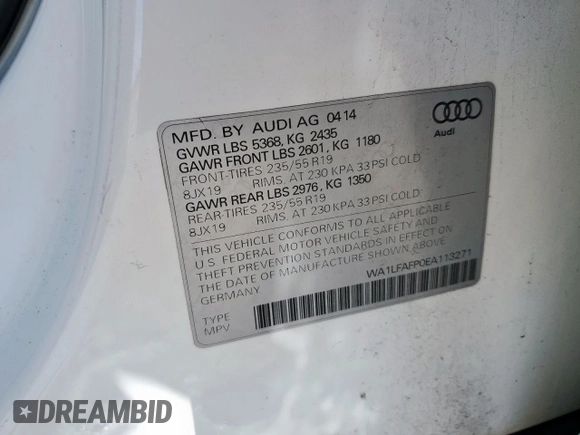 MFD. BY AUDI AG 0414
GVWR LBS 5368, KG 2435
GAWR FRONT LBS 2601, KG 1180
FRONT-TIRES 235/55 R19
8JX19 RIMS. AT 230 KPA 33 PSI COLD
GAWR REAR LBS 2976, KG 1350
REAR-TIRES 235/55 R19
8JX19 RIMS. AT 230 KPA 33 PSI COLD
THIS VEHICLE CONFORMS TO ALL APPLICABLE
U.S. FEDERAL MOTOR VEHICLE SAFETY AND
THEFT PREVENTION STANDARDS IN EFFECT ON
THE DATE OF MANUFACTURE SHOWN ABOVE.
GERMANY
WA1LFAFP0EA113271
TYPE
MPV
Audi
DREAMBID